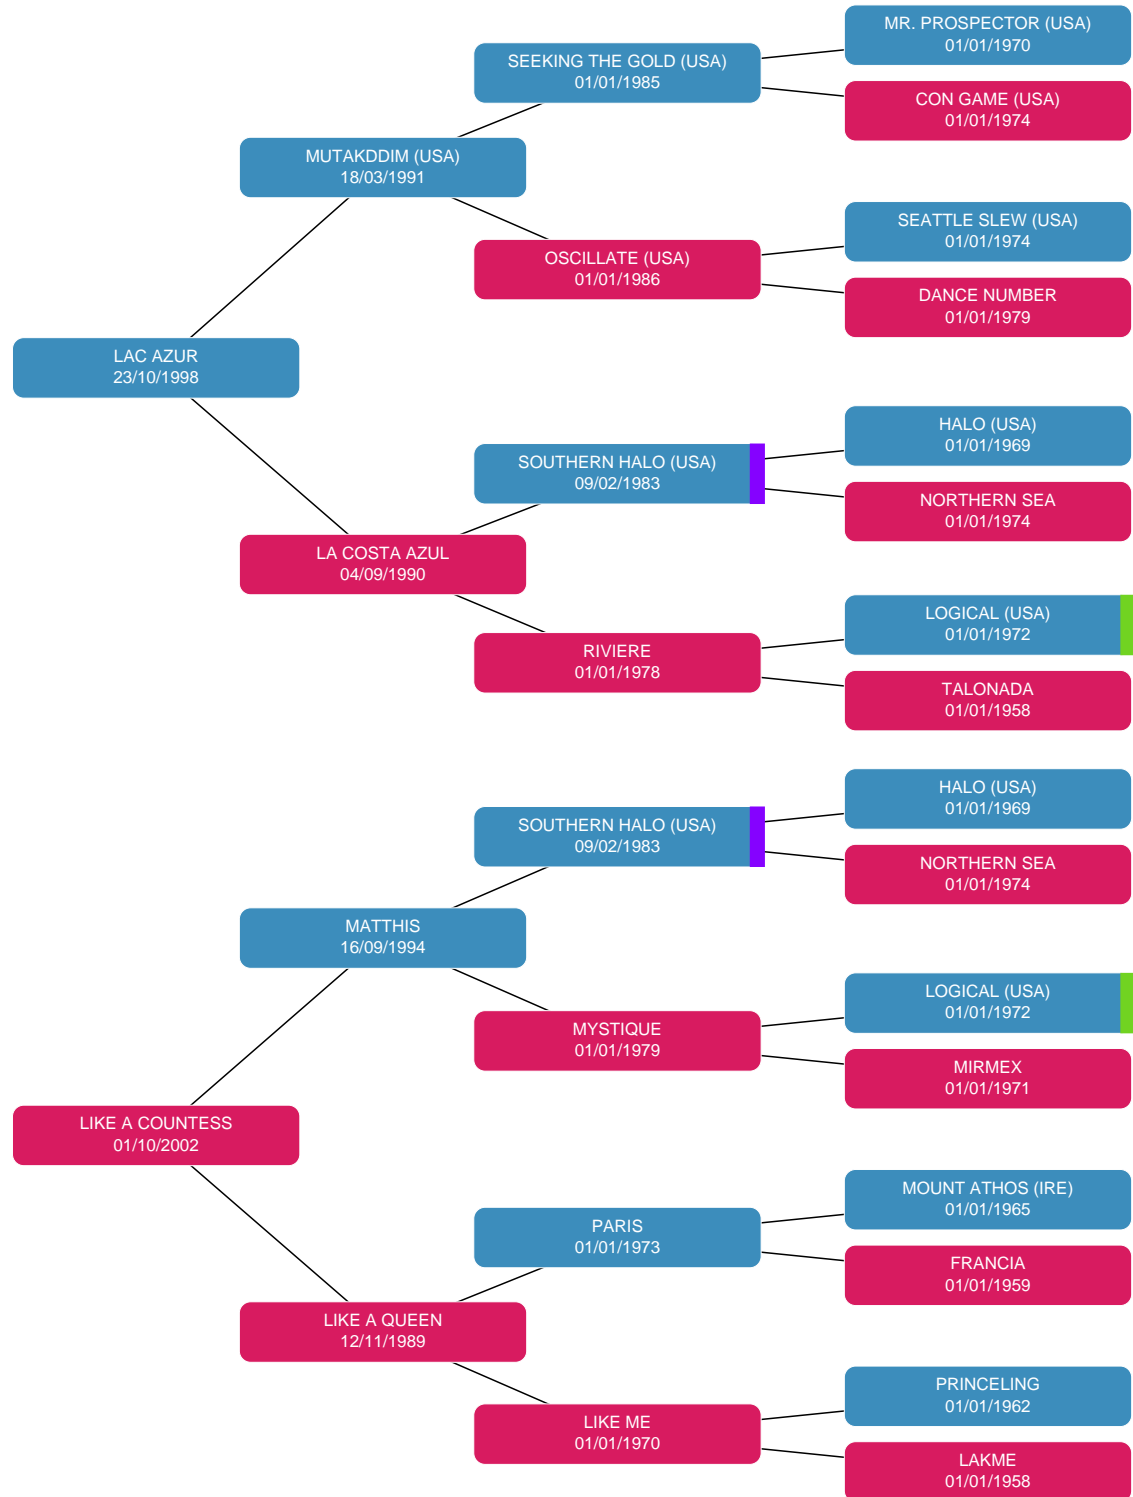 MR. PROSPECTOR (USA)
01/01/1970
SEEKING THE GOLD (USA)
01/01/1985
CON GAME (USA)
01/01/1974
MUTAKDDIM (USA)
18/03/1991
SEATTLE SLEW (USA)
01/01/1974
OSCILLATE (USA)
01/01/1986
DANCE NUMBER
01/01/1979
LAC AZUR
23/10/1998
HALO (USA)
01/01/1969
SOUTHERN HALO (USA)
09/02/1983
NORTHERN SEA
01/01/1974
LA COSTA AZUL
04/09/1990
LOGICAL (USA)
01/01/1972
RIVIERE
01/01/1978
TALONADA
01/01/1958
HALO (USA)
01/01/1969
SOUTHERN HALO (USA)
09/02/1983
NORTHERN SEA
01/01/1974
MATTHIS
16/09/1994
LOGICAL (USA)
01/01/1972
MYSTIQUE
01/01/1979
MIRMEX
01/01/1971
LIKE A COUNTESS
01/10/2002
MOUNT ATHOS (IRE)
01/01/1965
PARIS
01/01/1973
FRANCIA
01/01/1959
LIKE A QUEEN
12/11/1989
PRINCELING
01/01/1962
LIKE ME
01/01/1970
LAKME
01/01/1958